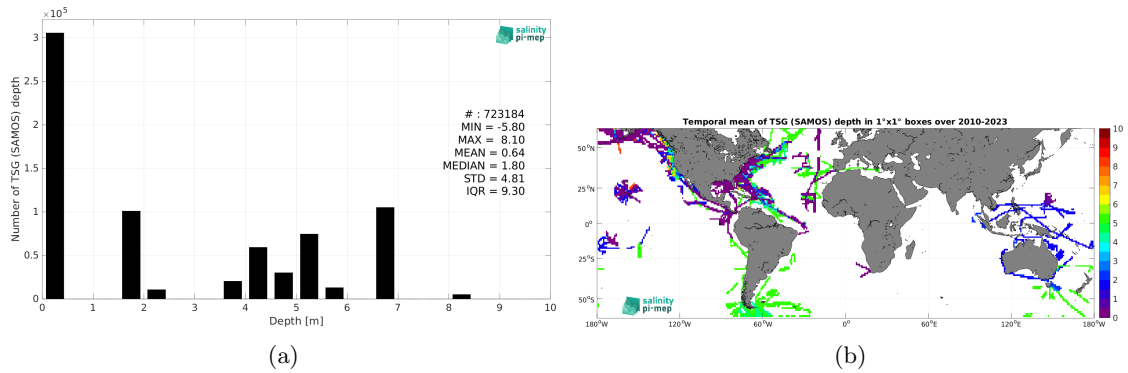 ×10^5
3.5
3
2.5
2
1.5
1
0.5
0
Number of TSG (SAMOS) depth
salinity
pi-mep
# : 723184
MIN = -5.80
MAX = 8.10
MEAN = 0.64
MEDIAN = 1.80
STD = 4.81
IQR = 9.30
0 1 2 3 4 5 6 7 8 9 10
Depth [m]
(a)
Temporal mean of TSG (SAMOS) depth in 1°x1° boxes over 2010-2023
50°N
25°N
0°
25°S
50°S
salinity
pi-mep
180°W 120°W 60°W 0° 60°E 120°E 180°W
10
9
8
7
6
5
4
3
2
1
0
(b)